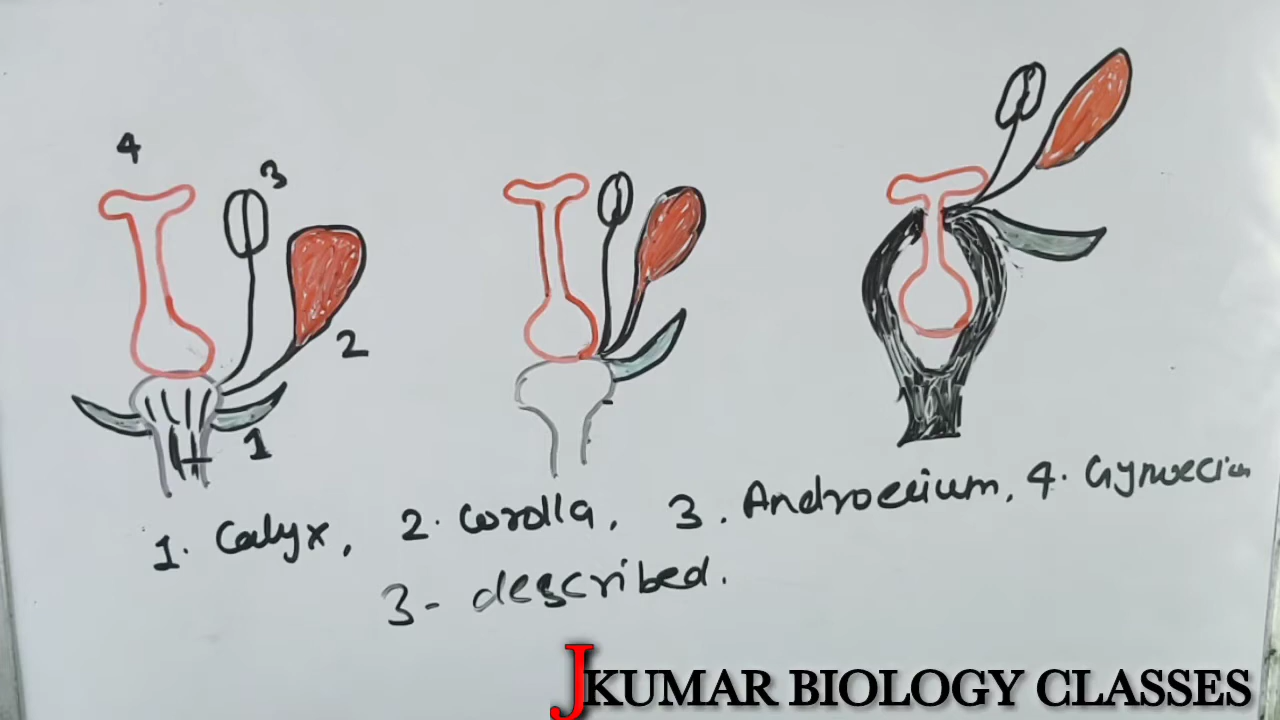 4
3
2
1
1. Calyx, 2. Corolla, 3. Androecium, 4. Gynoecium
3- described.
JKUMAR BIOLOGY CLASSES